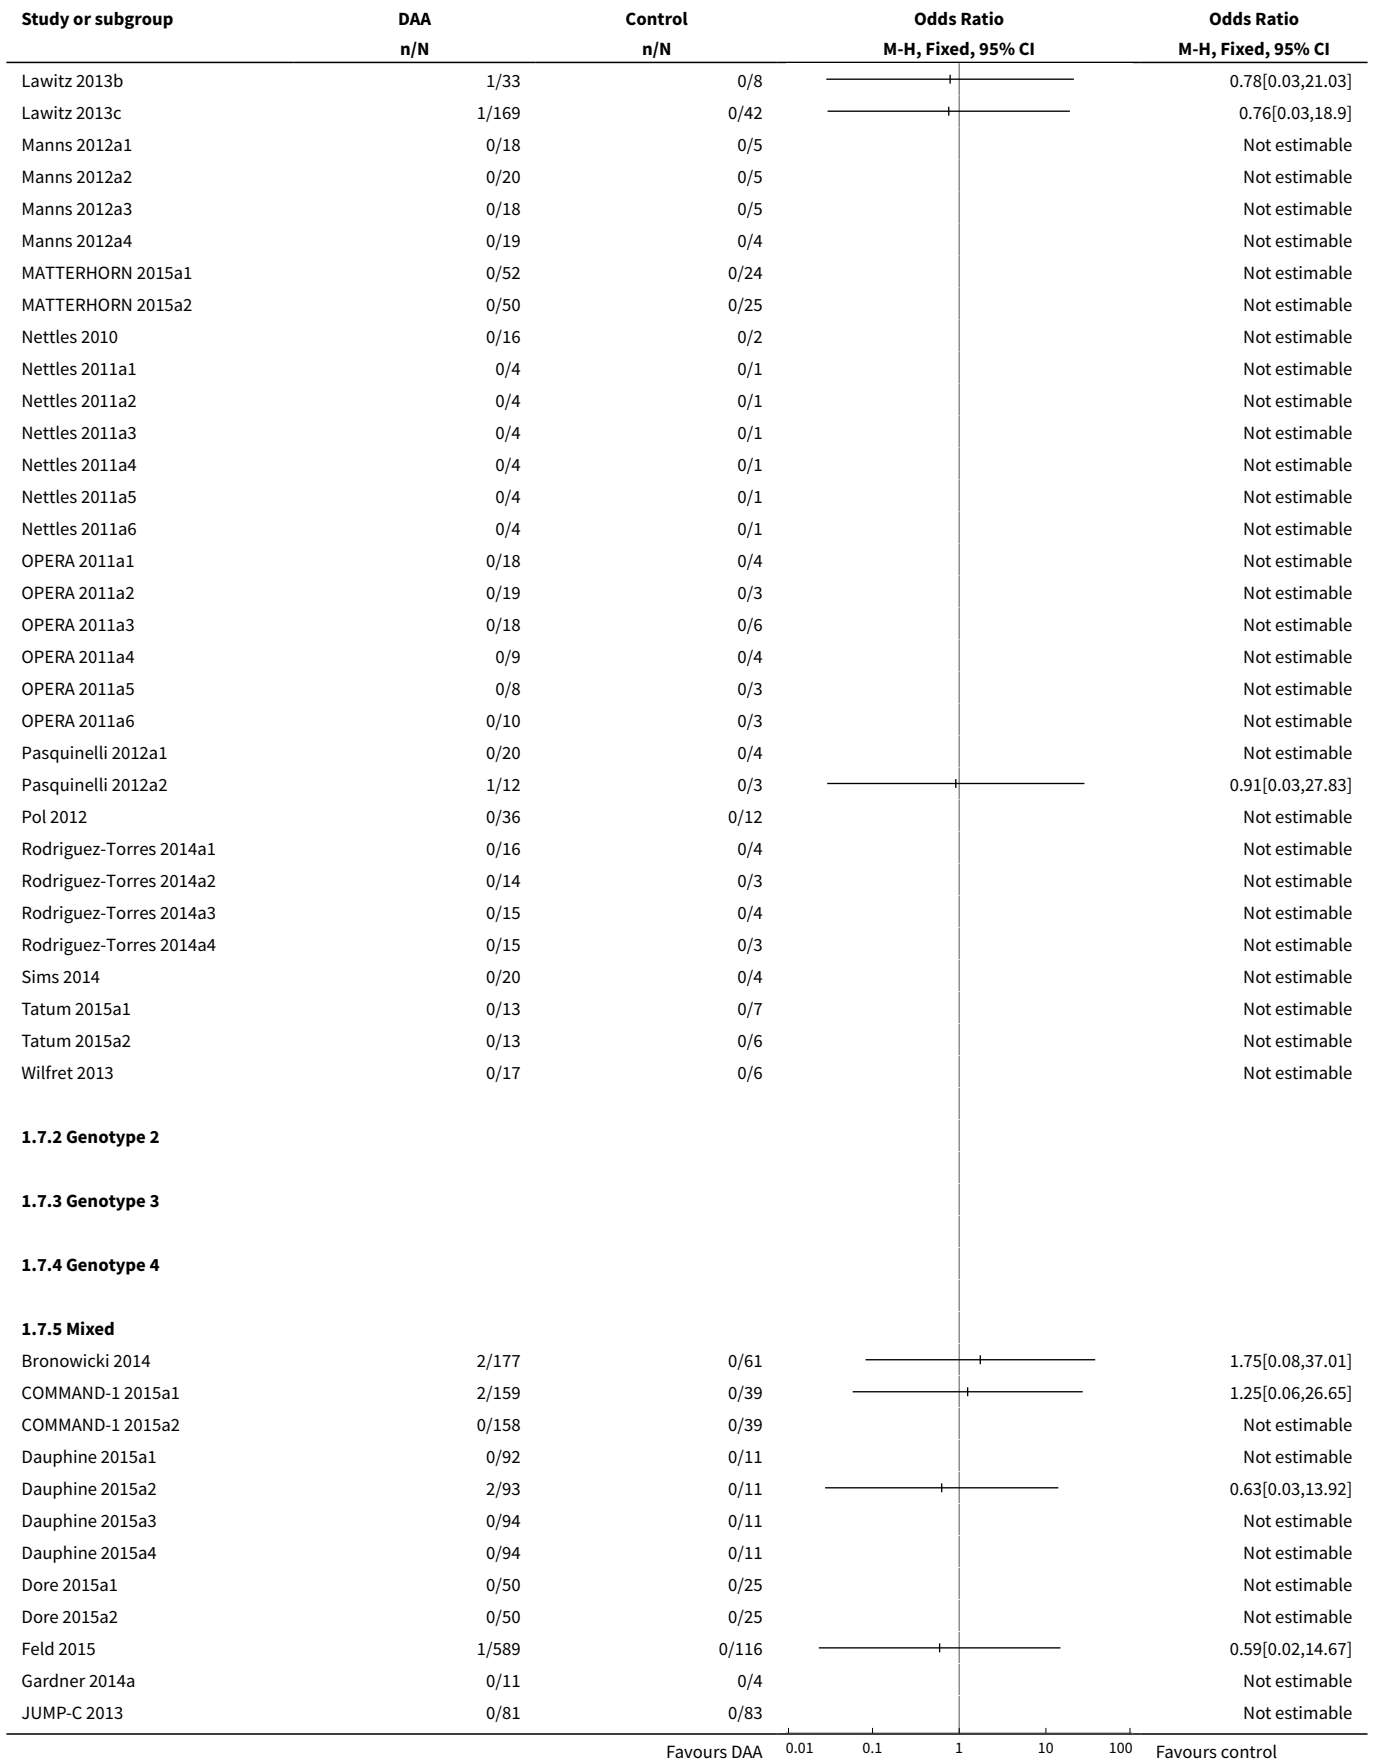 Study or subgroup DAA Control Odds Ratio Odds Ratio
n/N n/N M-H, Fixed, 95% CI M-H, Fixed, 95% CI
Lawitz 2013b 1/33 0/8 0.78[0.03,21.03]
Lawitz 2013c 1/169 0/42 0.76[0.03,18.9]
Manns 2012a1 0/18 0/5 Not estimable
Manns 2012a2 0/20 0/5 Not estimable
Manns 2012a3 0/18 0/5 Not estimable
Manns 2012a4 0/19 0/4 Not estimable
MATTERHORN 2015a1 0/52 0/24 Not estimable
MATTERHORN 2015a2 0/50 0/25 Not estimable
Nettles 2010 0/16 0/2 Not estimable
Nettles 2011a1 0/4 0/1 Not estimable
Nettles 2011a2 0/4 0/1 Not estimable
Nettles 2011a3 0/4 0/1 Not estimable
Nettles 2011a4 0/4 0/1 Not estimable
Nettles 2011a5 0/4 0/1 Not estimable
Nettles 2011a6 0/4 0/1 Not estimable
OPERA 2011a1 0/18 0/4 Not estimable
OPERA 2011a2 0/19 0/3 Not estimable
OPERA 2011a3 0/18 0/6 Not estimable
OPERA 2011a4 0/9 0/4 Not estimable
OPERA 2011a5 0/8 0/3 Not estimable
OPERA 2011a6 0/10 0/3 Not estimable
Pasquinelli 2012a1 0/20 0/4 Not estimable
Pasquinelli 2012a2 1/12 0/3 0.91[0.03,27.83]
Pol 2012 0/36 0/12 Not estimable
Rodriguez-Torres 2014a1 0/16 0/4 Not estimable
Rodriguez-Torres 2014a2 0/14 0/3 Not estimable
Rodriguez-Torres 2014a3 0/15 0/4 Not estimable
Rodriguez-Torres 2014a4 0/15 0/3 Not estimable
Sims 2014 0/20 0/4 Not estimable
Tatum 2015a1 0/13 0/7 Not estimable
Tatum 2015a2 0/13 0/6 Not estimable
Wilfret 2013 0/17 0/6 Not estimable
1.7.2 Genotype 2
1.7.3 Genotype 3
1.7.4 Genotype 4
1.7.5 Mixed
Bronowicki 2014 2/177 0/61 1.75[0.08,37.01]
COMMAND-1 2015a1 2/159 0/39 1.25[0.06,26.65]
COMMAND-1 2015a2 0/158 0/39 Not estimable
Dauphine 2015a1 0/92 0/11 Not estimable
Dauphine 2015a2 2/93 0/11 0.63[0.03,13.92]
Dauphine 2015a3 0/94 0/11 Not estimable
Dauphine 2015a4 0/94 0/11 Not estimable
Dore 2015a1 0/50 0/25 Not estimable
Dore 2015a2 0/50 0/25 Not estimable
Feld 2015 1/589 0/116 0.59[0.02,14.67]
Gardner 2014a 0/11 0/4 Not estimable
JUMP-C 2013 0/81 0/83 Not estimable
Favours DAA 0.01 0.1 1 10 100 Favours control